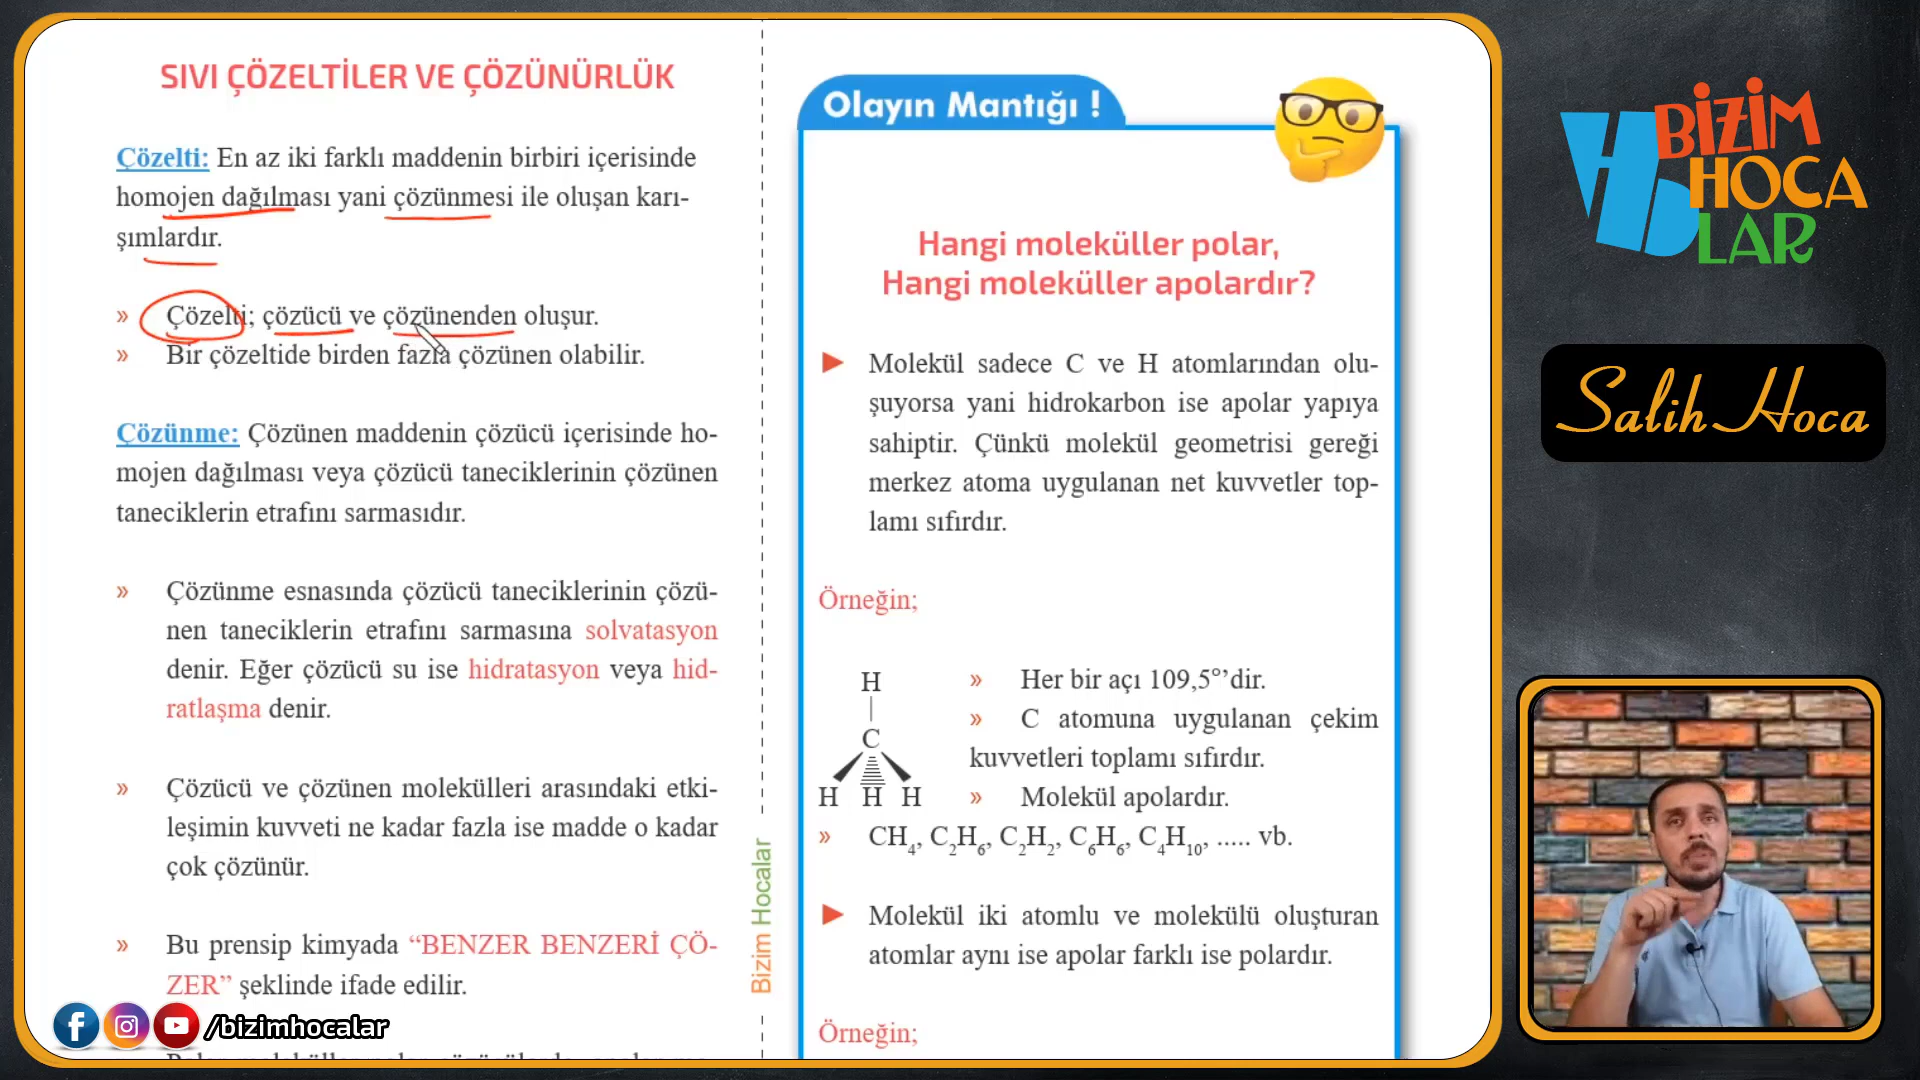 SIVI ÇÖZELTİLER VE ÇÖZÜNÜRLÜK
Çözelti: En az iki farklı maddenin birbiri içerisinde
homojen dağılması yani çözünmesi ile oluşan karı-
şımlardır.
» Çözelti; çözücü ve çözünenden oluşur.
» Bir çözeltide birden fazla çözünen olabilir.
Çözünme: Çözünen maddenin çözücü içerisinde ho-
mojen dağılması veya çözücü taneciklerinin çözünen
taneciklerin etrafını sarmasıdır.
» Çözünme esnasında çözücü taneciklerinin çözü-
nen taneciklerin etrafını sarmasına solvatasyon
denir. Eğer çözücü su ise hidratasyon veya hid-
ratlaşma denir.
» Çözücü ve çözünen molekülleri arasındaki etki-
leşimin kuvveti ne kadar fazla ise madde o kadar
çok çözünür.
» Bu prensip kimyada “BENZER BENZERİ ÇÖ-
ZER” şeklinde ifade edilir.
/bizimhocalar
Bizim Hocalar
Olayın Mantığı !
Hangi moleküller polar,
Hangi moleküller apolardır?
Molekül sadece C ve H atomlarından olu-
şuyorsa yani hidrokarbon ise apolar yapıya
sahiptir. Çünkü molekül geometrisi gereği
merkez atoma uygulanan net kuvvetler top-
lamı sıfırdır.
Örneğin;
H
C
H H H
» Her bir açı 109,5°’dir.
» C atomuna uygulanan çekim
kuvvetleri toplamı sıfırdır.
» Molekül apolardır.
» CH₄, C₂H₆, C₂H₂, C₆H₆, C₄H₁₀, ..... vb.
Molekül iki atomlu ve molekülü oluşturan
atomlar aynı ise apolar farklı ise polardır.
Örneğin;
BİZİM
HOCA
LAR
Salih Hoca